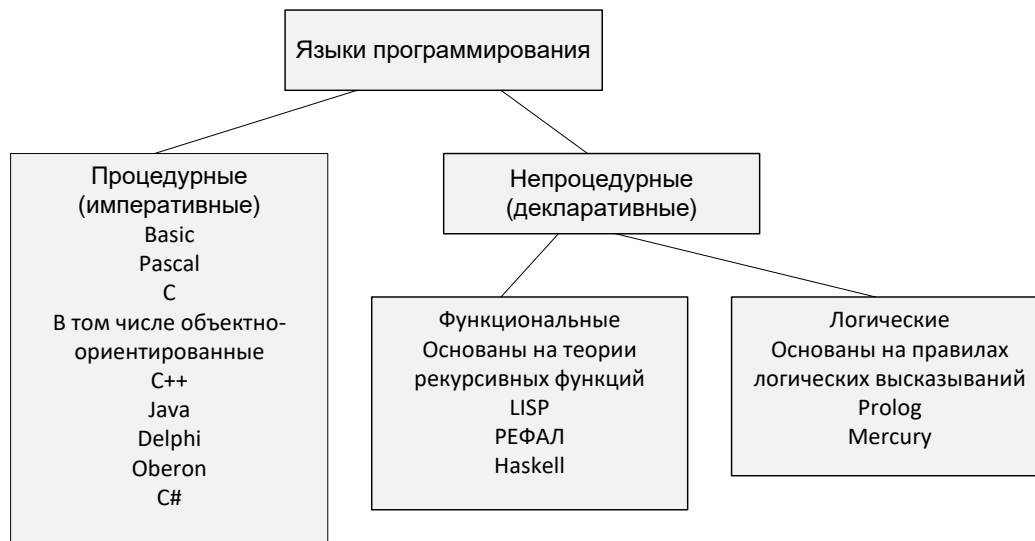 Языки программирования
Процедурные
(императивные)
Basic
Pascal
C
В том числе объектно-
ориентированные
C++
Java
Delphi
Oberon
C#
Непроцедурные
(декларативные)
Функциональные
Основаны на теории
рекурсивных функций
LISP
РЕФАЛ
Haskell
Логические
Основаны на правилах
логических высказываний
Prolog
Mercury